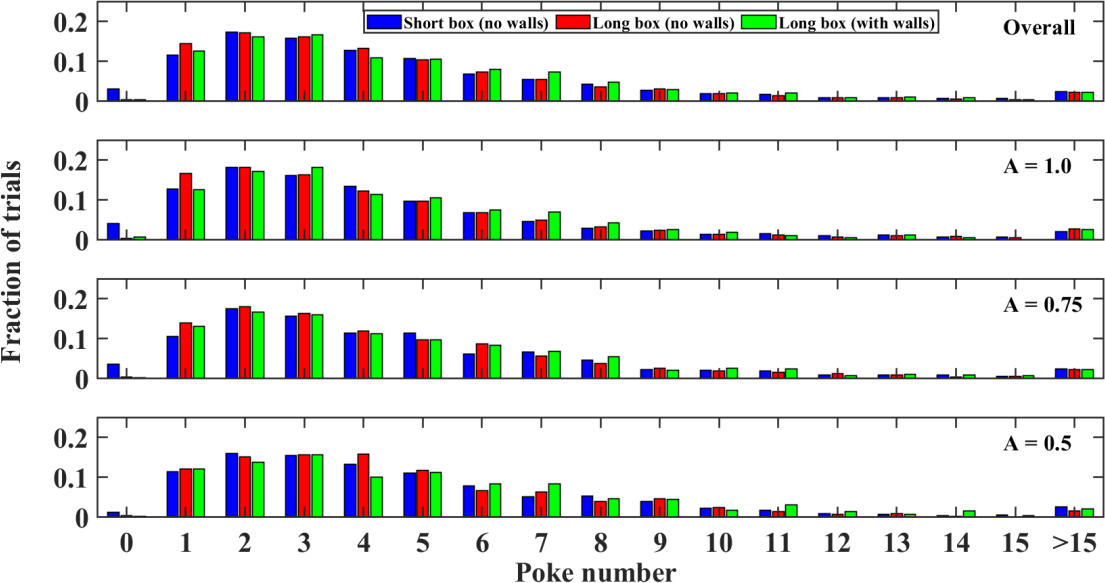 Short box (no walls) Long box (no walls) Long box (with walls)
Overall
0.2
0.1
0
A = 1.0
0.2
0.1
0
A = 0.75
0.2
0.1
0
A = 0.5
0.2
0.1
0
Fraction of trials
0 1 2 3 4 5 6 7 8 9 10 11 12 13 14 15 >15
Poke number